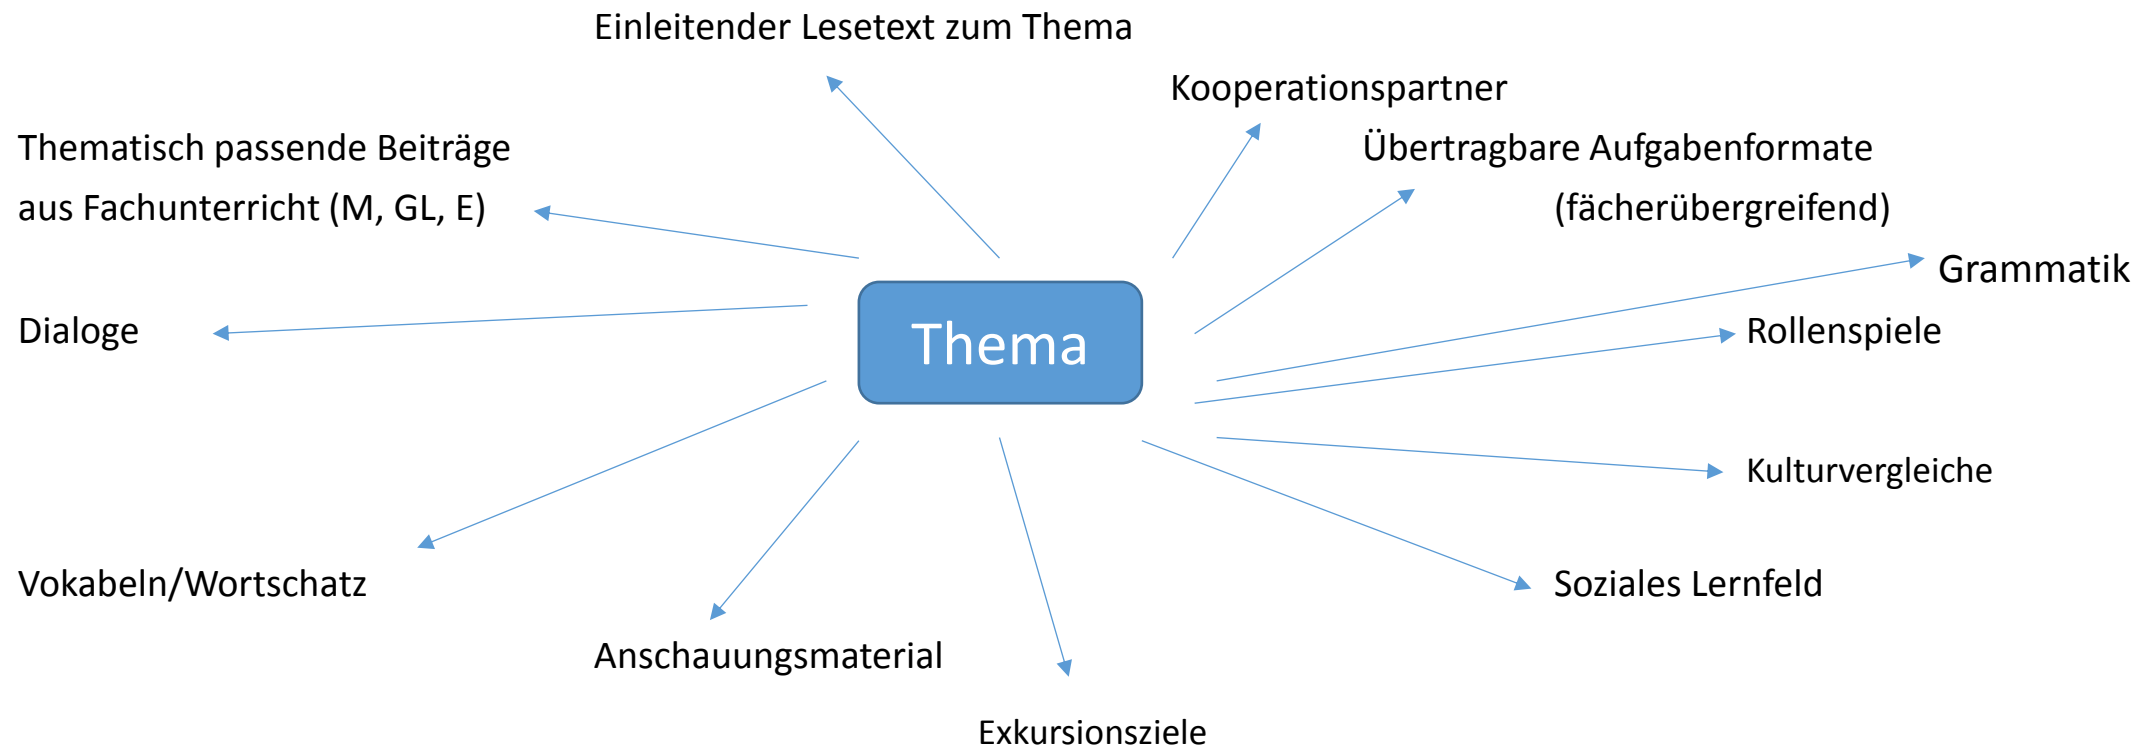 Einleitender Lesetext zum Thema
Kooperationspartner
Thematisch passende Beiträge
aus Fachunterricht (M, GL, E)
Übertragbare Aufgabenformate
(fächerübergreifend)
Grammatik
Dialoge
Thema
Rollenspiele
Kulturvergleiche
Vokabeln/Wortschatz
Soziales Lernfeld
Anschauungsmaterial
Exkursionsziele